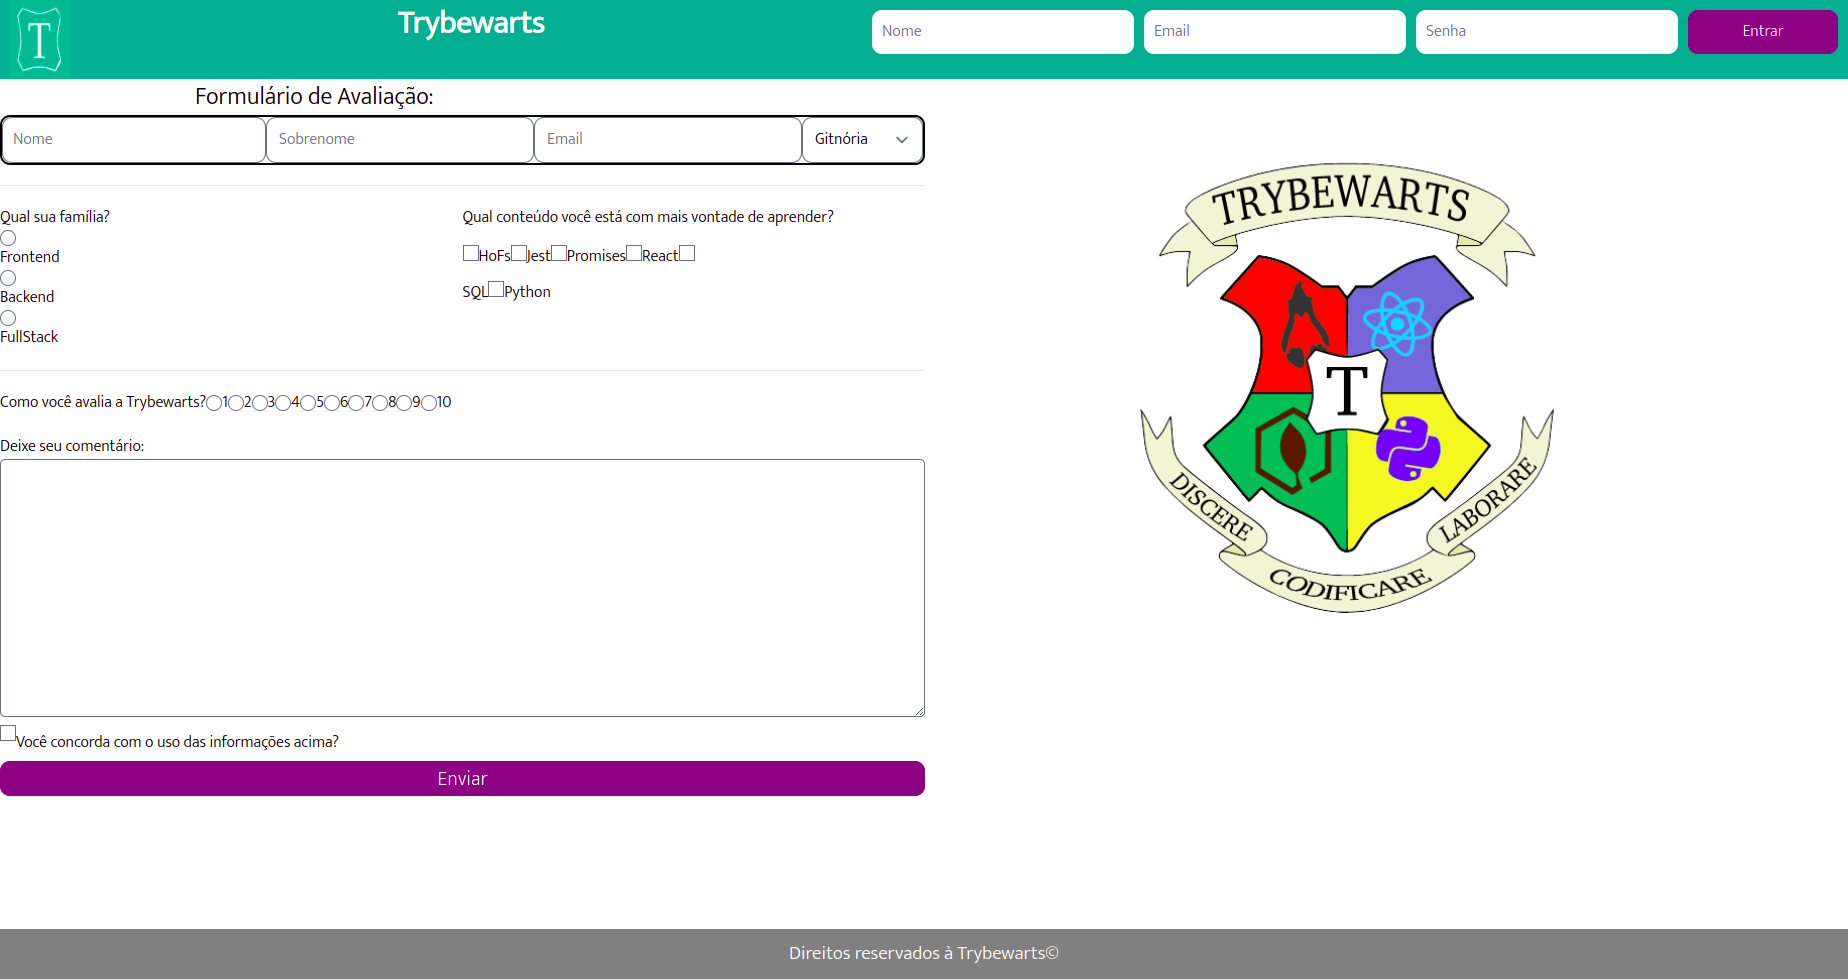 T
Trybewarts
Nome
Email
Senha
Entrar
Formulário de Avaliação:
Nome
Sobrenome
Email
Gitnória
Qual sua família?
Frontend
Backend
FullStack
Qual conteúdo você está com mais vontade de aprender?
HoFs Jest Promises React
SQL Python
Como você avalia a Trybewarts? 1 2 3 4 5 6 7 8 9 10
Deixe seu comentário:
Você concorda com o uso das informações acima?
Enviar
TRYBEWARTS
T
DISCERE
CODIFICARE
LABORARE
Direitos reservados à Trybewarts©